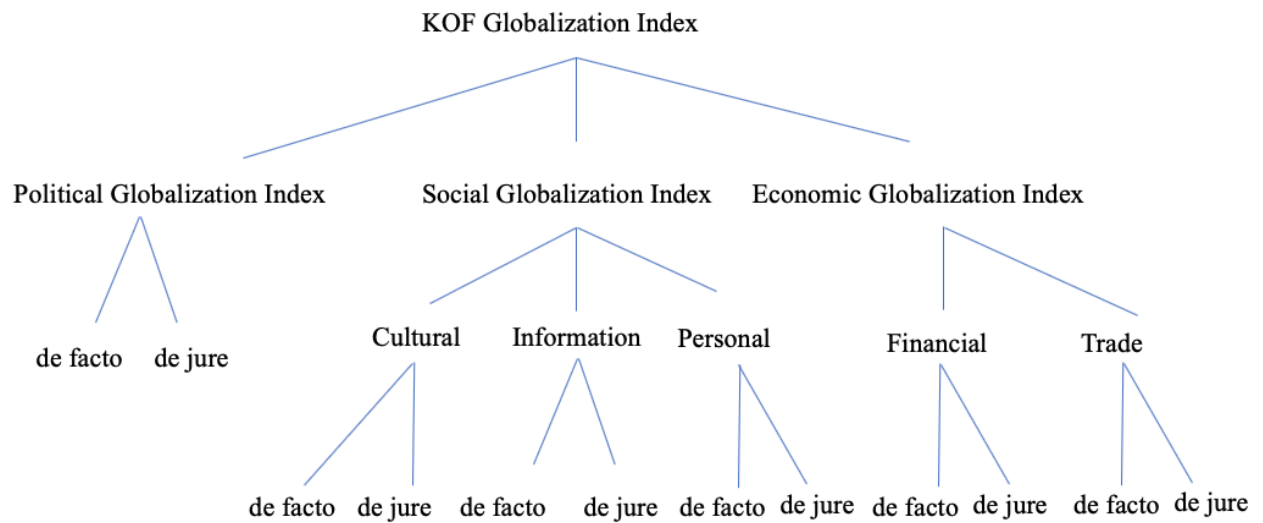 KOF Globalization Index
Political Globalization Index Social Globalization Index Economic Globalization Index
Cultural Information Personal Financial Trade
de facto de jure
de facto de jure de facto de jure de facto de jure de facto de jure de facto de jure